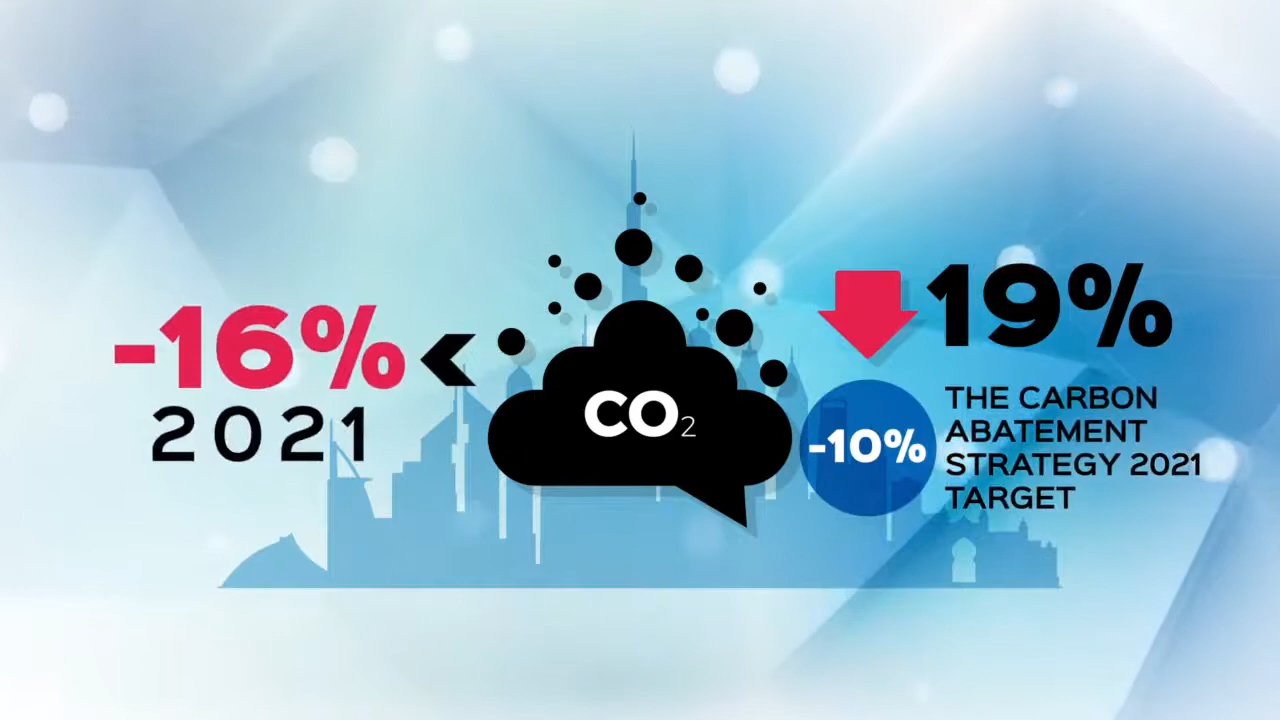 -16%
2021
CO₂
19%
-10%
THE CARBON
ABATEMENT
STRATEGY 2021
TARGET